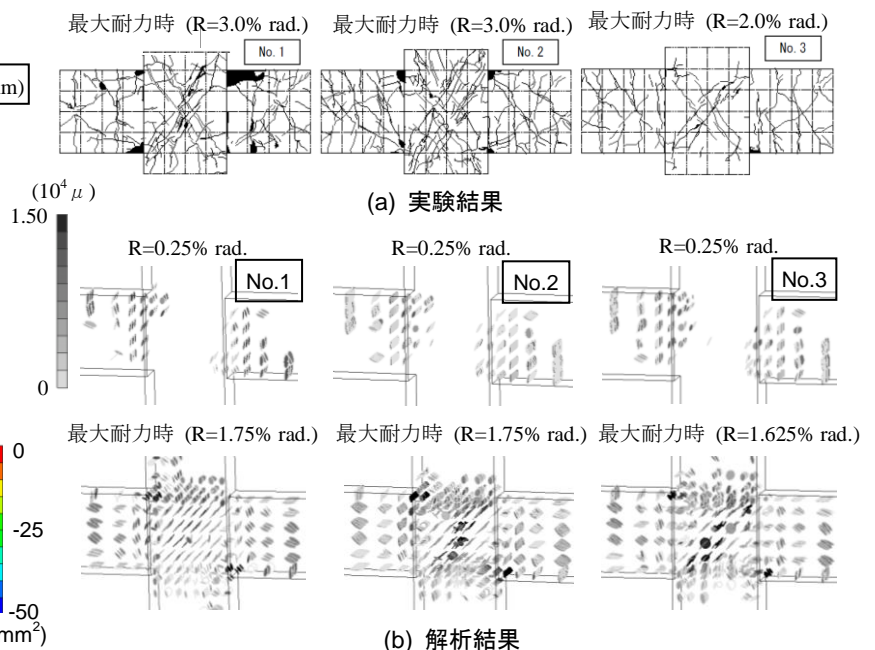 最大耐力時 (R=3.0% rad.)
最大耐力時 (R=3.0% rad.)
最大耐力時 (R=2.0% rad.)
No. 1
No. 2
No. 3
m)
(a) 実験結果
(10⁴μ)
1.50
0
R=0.25% rad.
R=0.25% rad.
R=0.25% rad.
No.1
No.2
No.3
最大耐力時 (R=1.75% rad.)
最大耐力時 (R=1.75% rad.)
最大耐力時 (R=1.625% rad.)
0
-25
-50
mm²)
(b) 解析結果